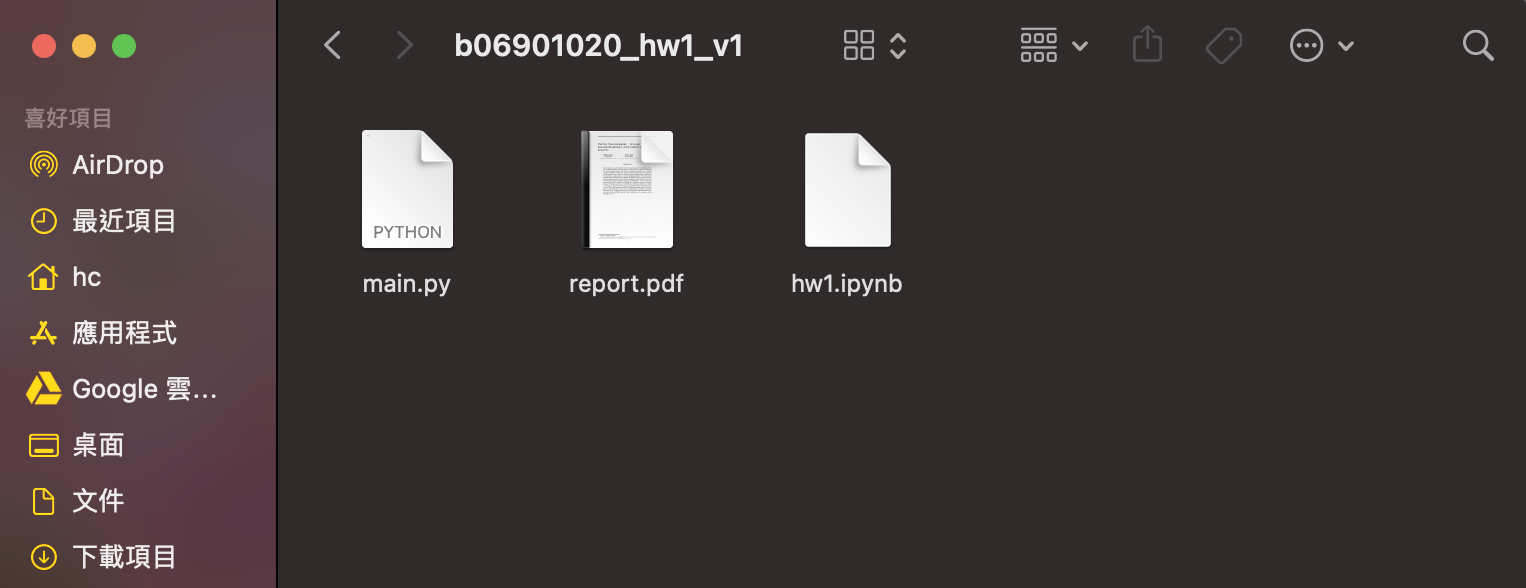 b06901020_hw1_v1
喜好項目
AirDrop
最近項目
hc
應用程式
Google 雲…
桌面
文件
下載項目
PYTHON
main.py
report.pdf
hw1.ipynb